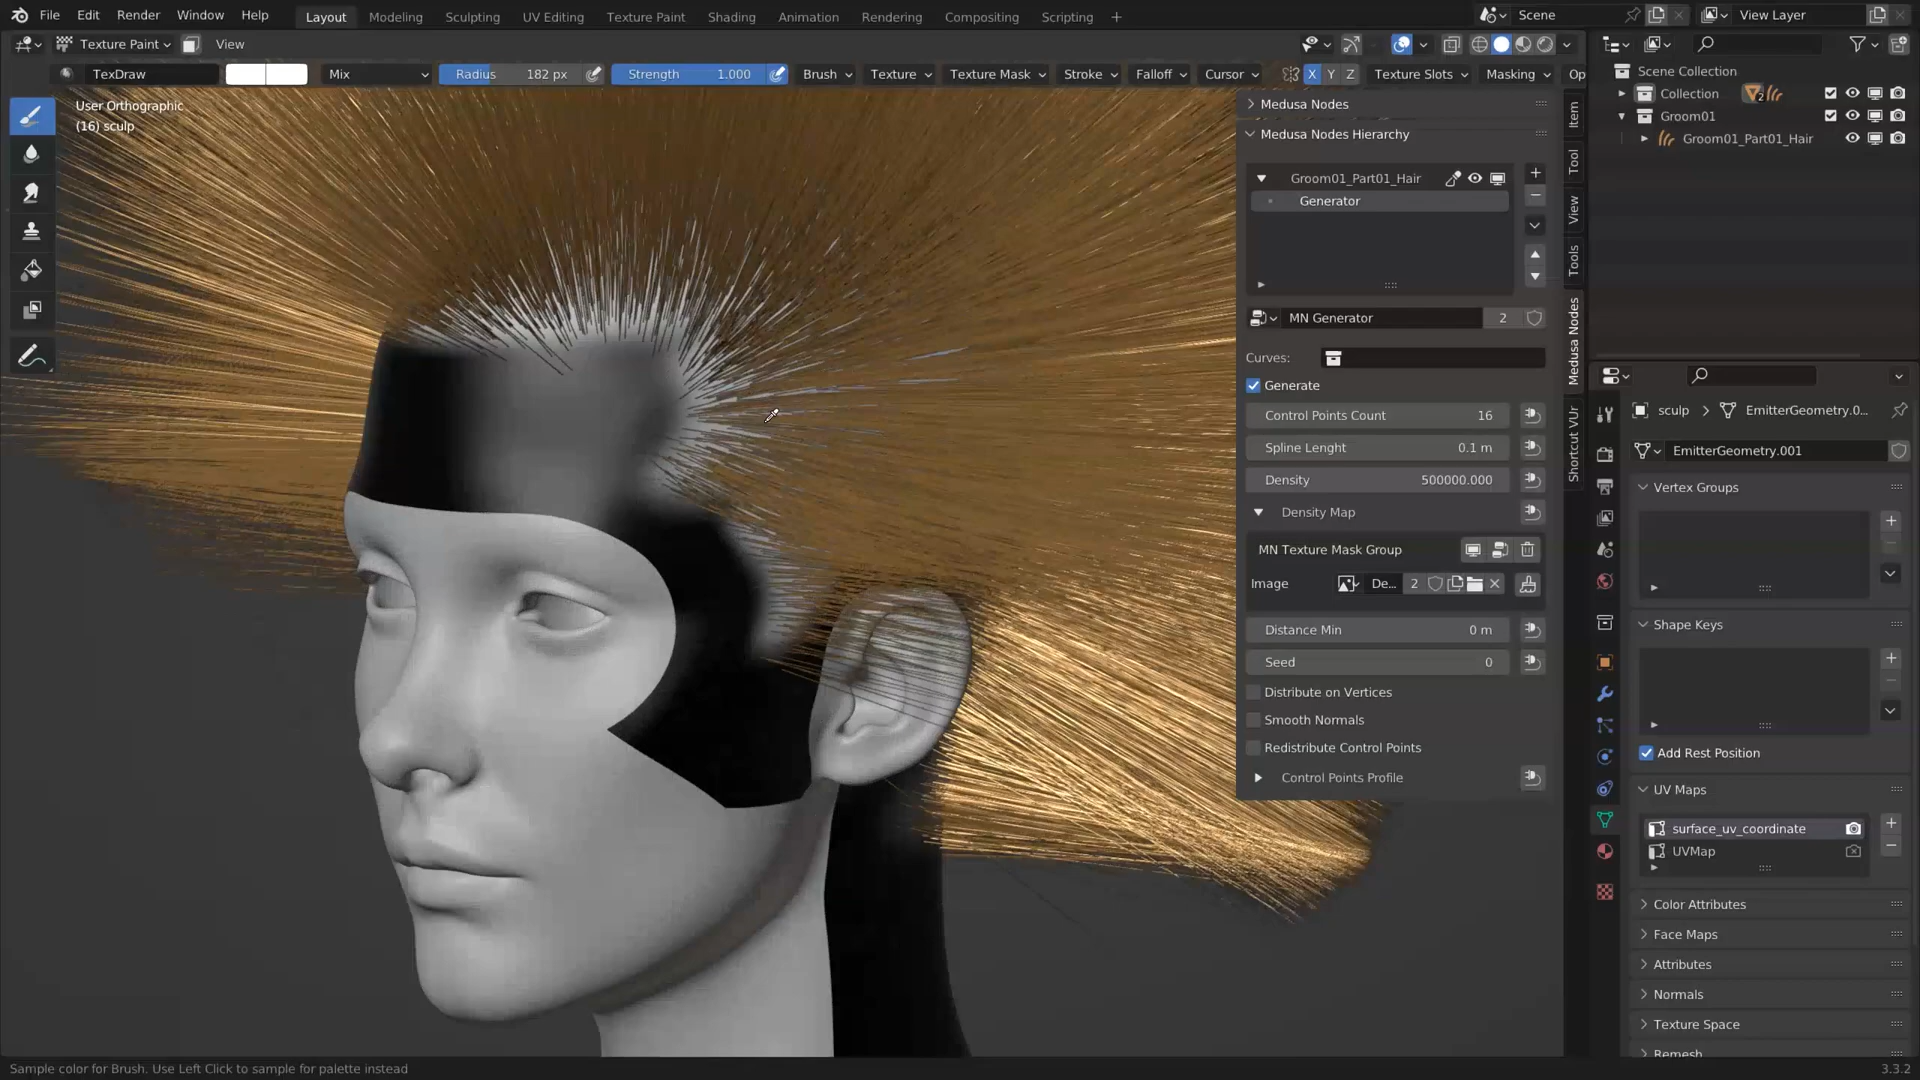 File Edit Render Window Help Layout Modeling Sculpting UV Editing Texture Paint Shading Animation Rendering Compositing Scripting + Scene View Layer
Texture Paint View
TexDraw Mix Radius 182 px Strength 1.000 Brush Texture Texture Mask Stroke Falloff Cursor X Y Z Texture Slots Masking Op
User Orthographic
(16) sculp
Medusa Nodes
Medusa Nodes Hierarchy
Groom01_Part01_Hair
Generator
MN Generator 2
Curves:
Generate
Control Points Count 16
Spline Lenght 0.1 m
Density 500000.000
Density Map
MN Texture Mask Group
Image De... 2
Distance Min 0 m
Seed 0
Distribute on Vertices
Smooth Normals
Redistribute Control Points
Control Points Profile
Item
Tool
View
Tools
Medusa Nodes
Shortcut VUr
Scene Collection
Collection 2
Groom01
Groom01_Part01_Hair
sculp EmitterGeometry.0...
EmitterGeometry.001
Vertex Groups
Shape Keys
Add Rest Position
UV Maps
surface_uv_coordinate
UVMap
Color Attributes
Face Maps
Attributes
Normals
Texture Space
Remesh
Sample color for Brush. Use Left Click to sample for palette instead
3.3.2